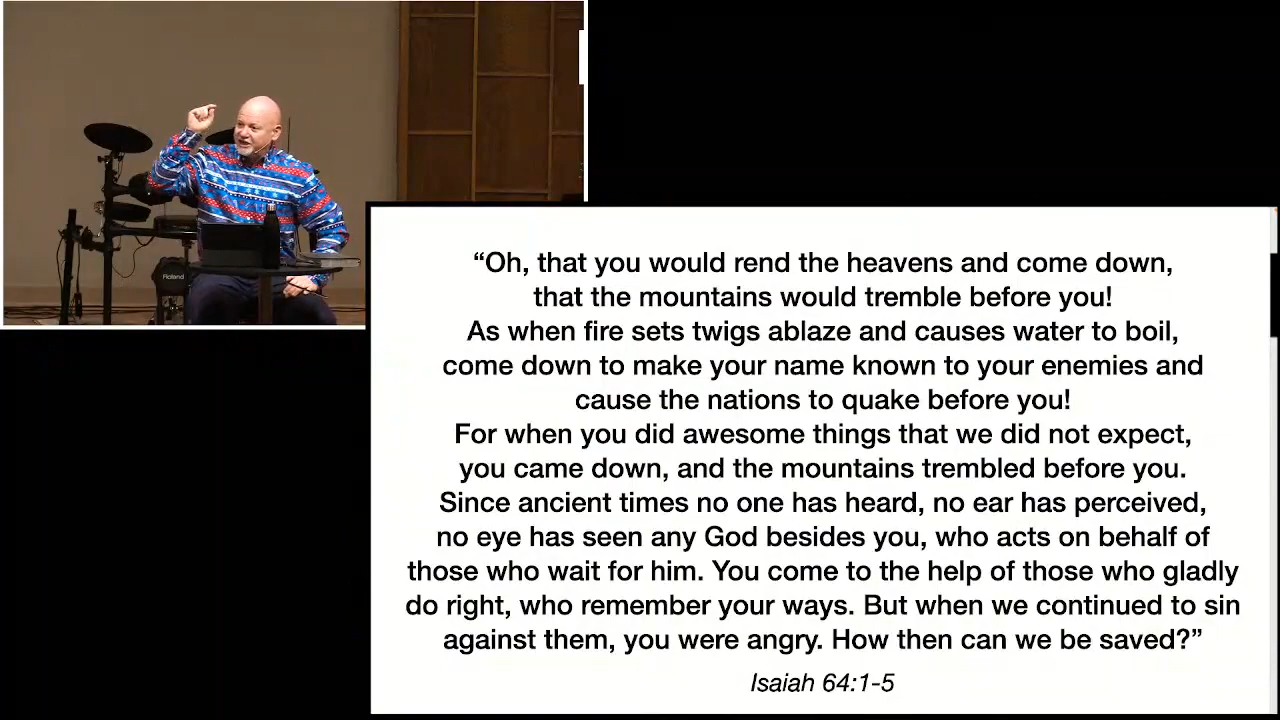 Roland
“Oh, that you would rend the heavens and come down,
that the mountains would tremble before you!
As when fire sets twigs ablaze and causes water to boil,
come down to make your name known to your enemies and
cause the nations to quake before you!
For when you did awesome things that we did not expect,
you came down, and the mountains trembled before you.
Since ancient times no one has heard, no ear has perceived,
no eye has seen any God besides you, who acts on behalf of
those who wait for him. You come to the help of those who gladly
do right, who remember your ways. But when we continued to sin
against them, you were angry. How then can we be saved?”
Isaiah 64:1-5